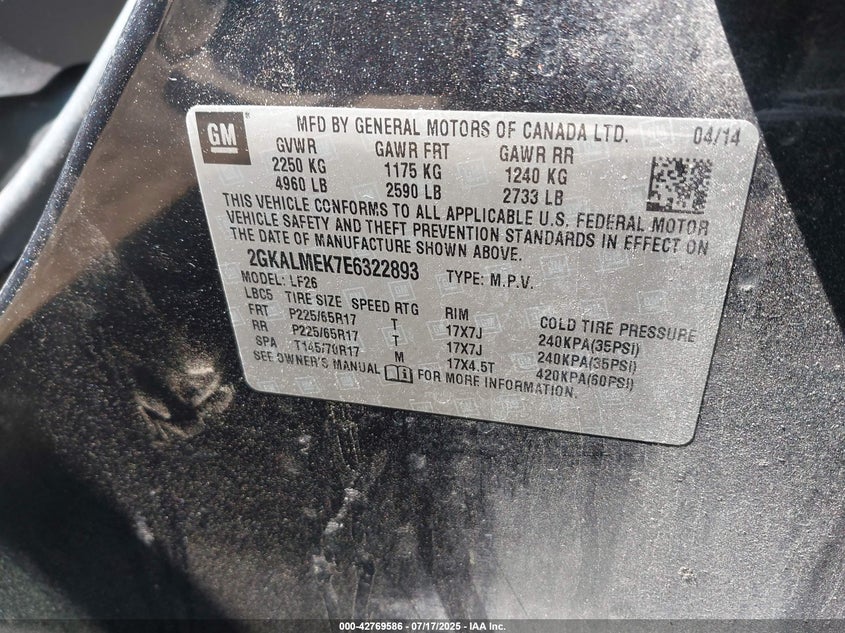 GM ®
MFD BY GENERAL MOTORS OF CANADA LTD. 04/14
GVWR GAWR FRT GAWR RR
2250 KG 1175 KG 1240 KG
4960 LB 2590 LB 2733 LB
THIS VEHICLE CONFORMS TO ALL APPLICABLE U.S. FEDERAL MOTOR
VEHICLE SAFETY AND THEFT PREVENTION STANDARDS IN EFFECT ON
THE DATE OF MANUFACTURE SHOWN ABOVE.
2GKALMEK7E6322893 TYPE: M.P.V.
MODEL: LF26
LBC5 TIRE SIZE SPEED RTG RIM COLD TIRE PRESSURE
FRT P225/65R17 T 17X7J 240KPA(35PSI)
RR P225/65R17 T 17X7J 240KPA(35PSI)
SPA T145/70R17 M 17X4.5T 420KPA(60PSI)
SEE OWNER'S MANUAL FOR MORE INFORMATION.
000-42769586 - 07/17/2025 - IAA Inc.